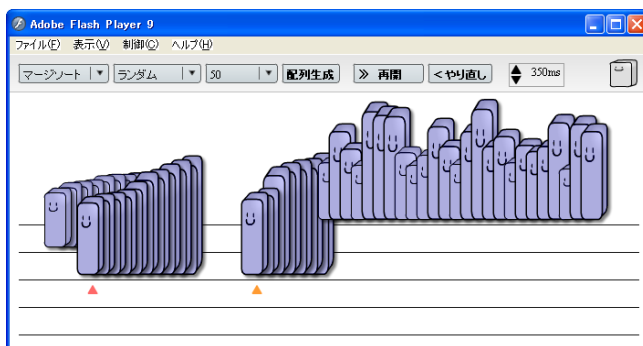 Adobe Flash Player 9
ファイル(F) 表示(V) 制御(C) ヘルプ(H)
マージソート ランダム 50 配列生成 ≫ 再開 <やり直し 350ms